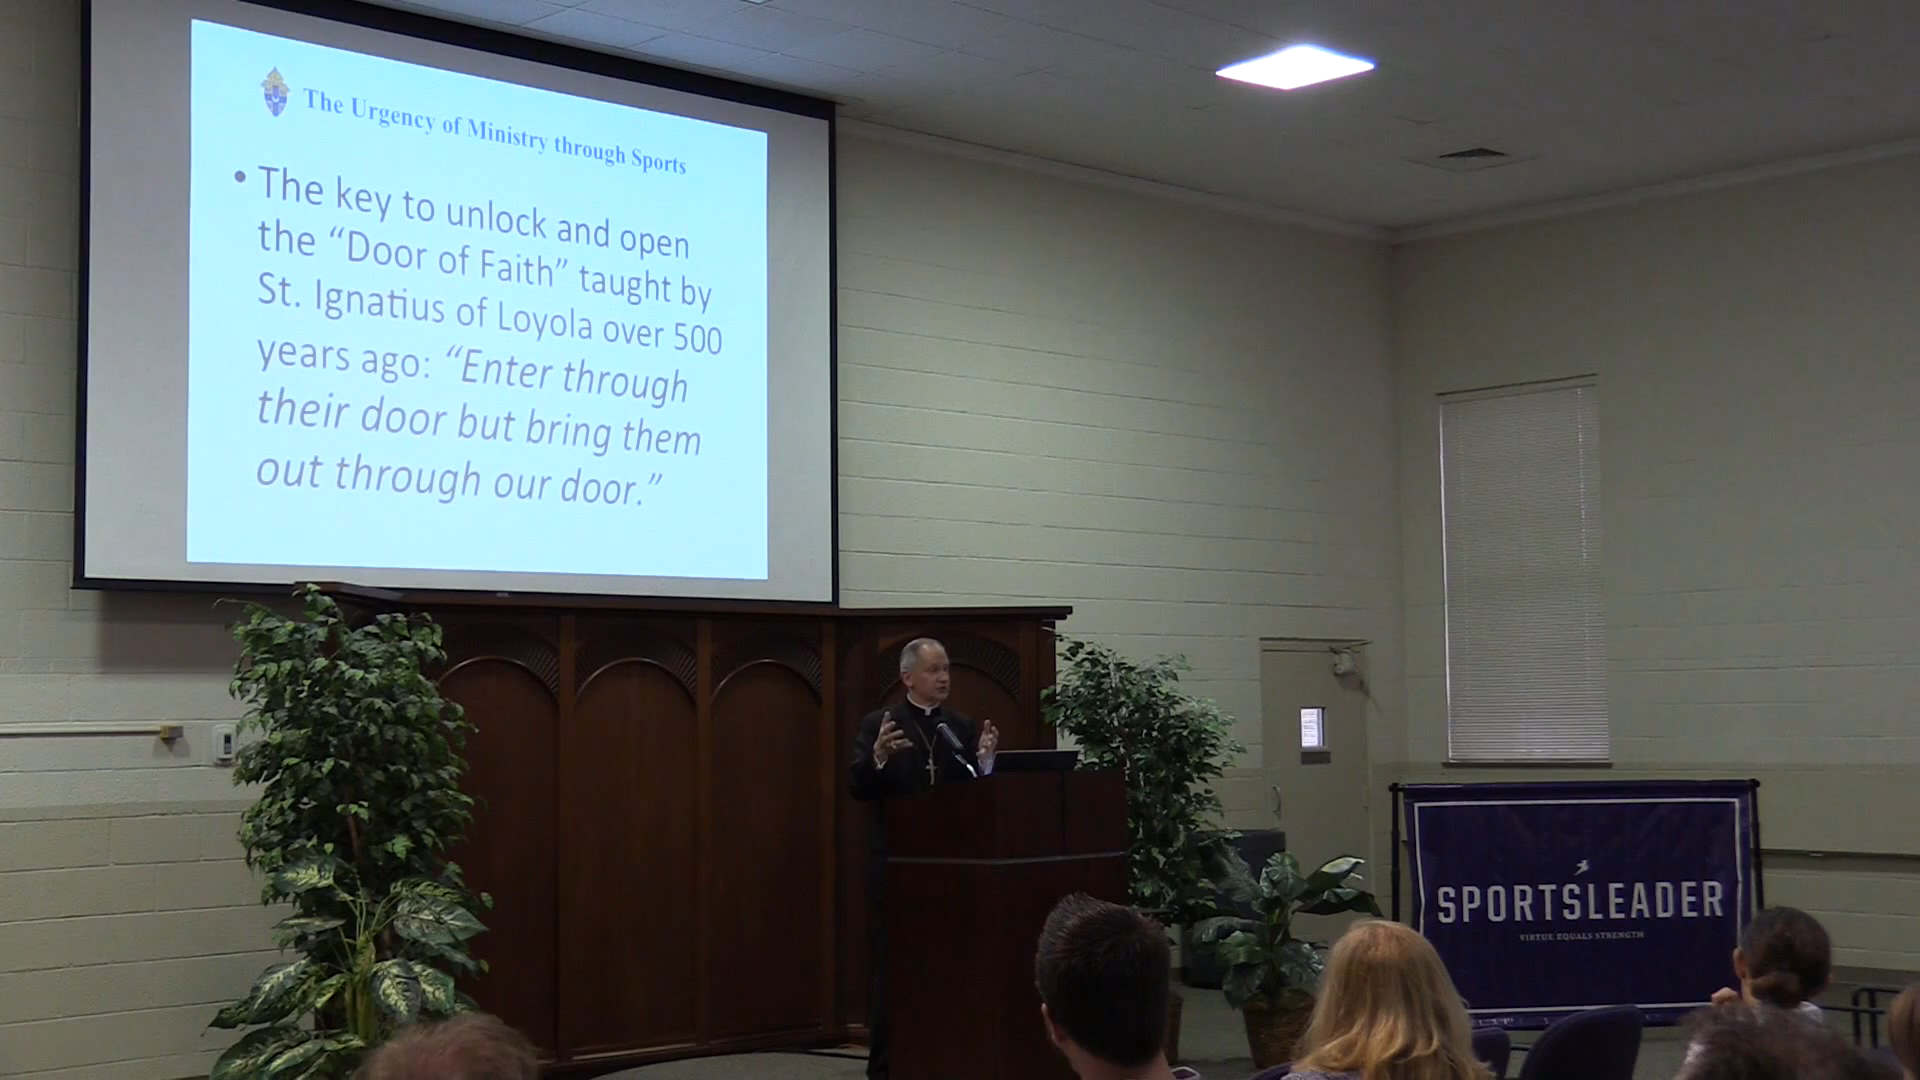 The Urgency of Ministry through Sports
• The key to unlock and open
the “Door of Faith” taught by
St. Ignatius of Loyola over 500
years ago: “Enter through
their door but bring them
out through our door.”
SPORTSLEADER
VIRTUE EQUALS STRENGTH